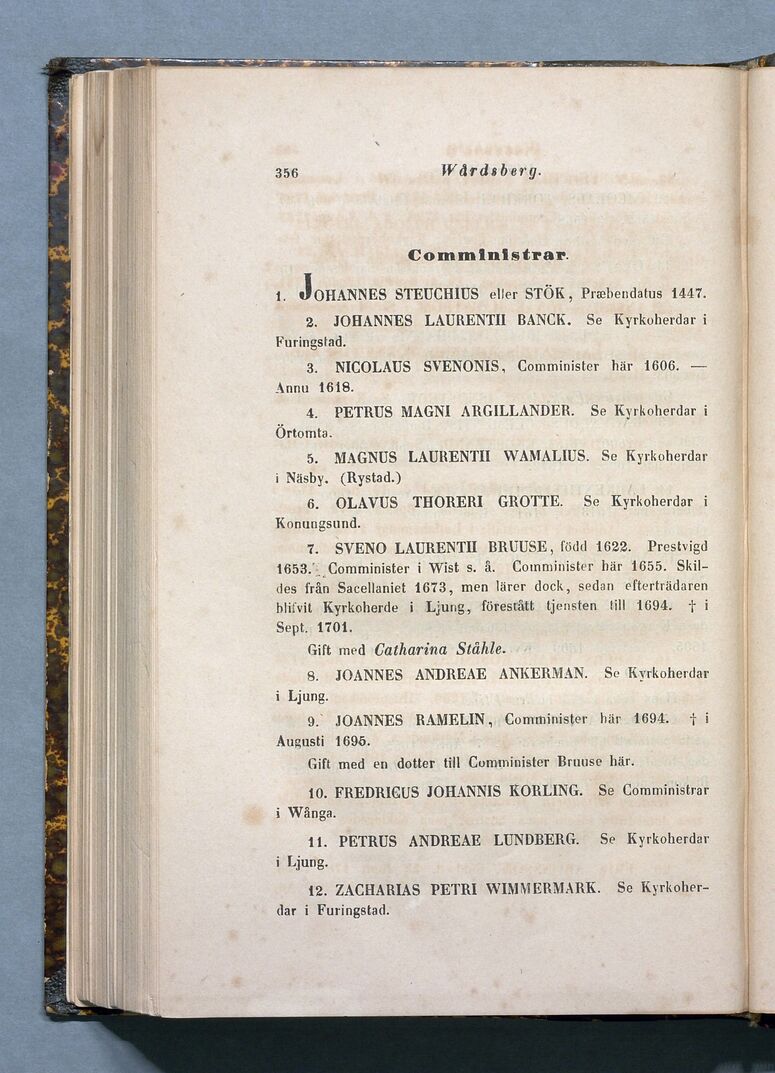 356 Wårdsberg.
Comministrar.
1. JOHANNES STEUCHIUS eller STÖK, Præbendatus 1447.
2. JOHANNES LAURENTII BANCK. Se Kyrkoherdar i
Furingstad.
3. NICOLAUS SVENONIS, Comminister här 1606. —
Annu 1618.
4. PETRUS MAGNI ARGILLANDER. Se Kyrkoherdar i
Örtomta.
5. MAGNUS LAURENTII WAMALIUS. Se Kyrkoherdar
i Näsby. (Rystad.)
6. OLAVUS THORERI GROTTE. Se Kyrkoherdar i
Konungsund.
7. SVENO LAURENTII BRUUSE, född 1622. Prestvigd
1653. Comminister i Wist s. å. Comminister här 1655. Skil-
des från Sacellaniet 1673, men lärer dock, sedan efterträdaren
blifvit Kyrkoherde i Ljung, förestått tjensten till 1694. † i
Sept. 1701.
Gift med Catharina Ståhle.
8. JOANNES ANDREAE ANKERMAN. Se Kyrkoherdar
i Ljung.
9. JOANNES RAMELIN, Comminister här 1694. † i
Augusti 1695.
Gift med en dotter till Comminister Bruuse här.
10. FREDRICUS JOHANNIS KORLING. Se Comministrar
i Wånga.
11. PETRUS ANDREAE LUNDBERG. Se Kyrkoherdar
i Ljung.
12. ZACHARIAS PETRI WIMMERMARK. Se Kyrkoher-
dar i Furingstad.